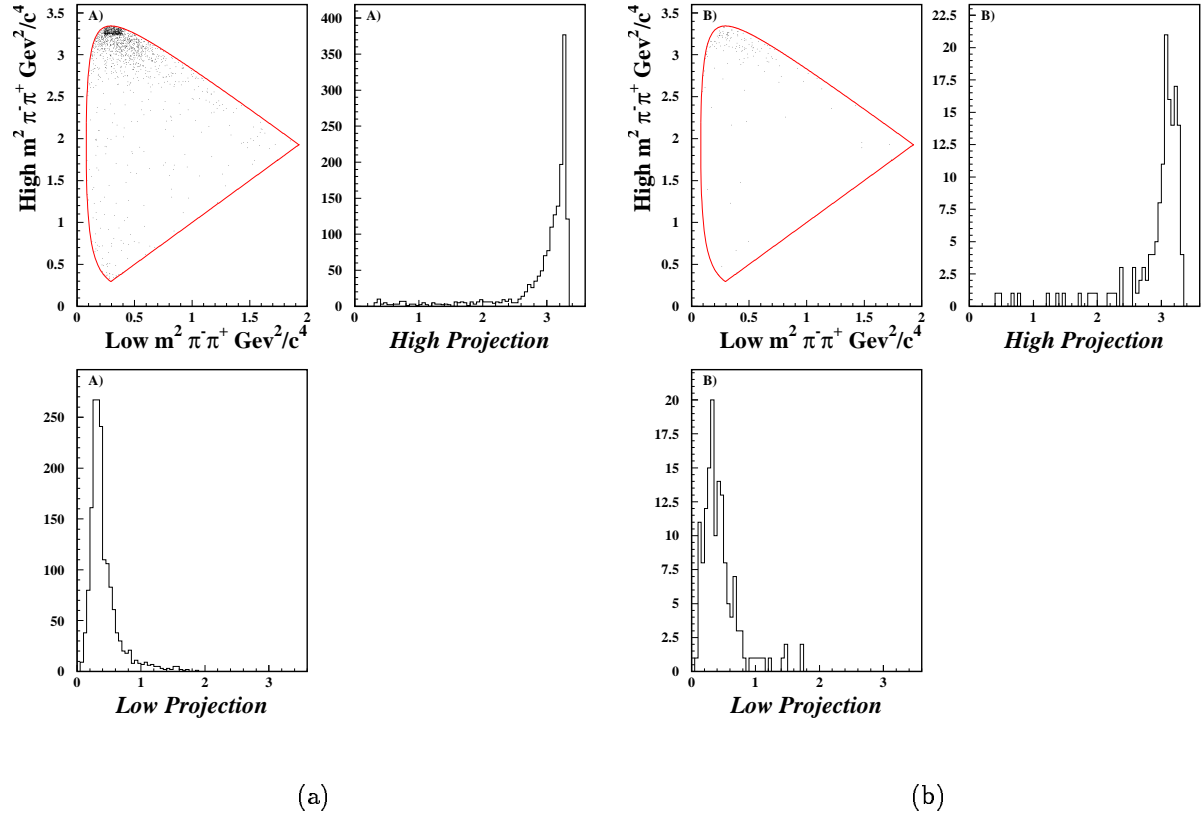 A)
High m² π⁻π⁺ Gev²/c⁴
3.5
3
2.5
2
1.5
1
0.5
0
0 0.5 1 1.5 2
Low m² π⁻π⁺ Gev²/c⁴
A)
400
350
300
250
200
150
100
50
0
0 1 2 3
High Projection
A)
250
200
150
100
50
0
0 1 2 3
Low Projection
(a)
B)
High m² π⁻π⁺ Gev²/c⁴
3.5
3
2.5
2
1.5
1
0.5
0
0 0.5 1 1.5 2
Low m² π⁻π⁺ Gev²/c⁴
B)
22.5
20
17.5
15
12.5
10
7.5
5
2.5
0
0 1 2 3
High Projection
B)
20
17.5
15
12.5
10
7.5
5
2.5
0
0 1 2 3
Low Projection
(b)